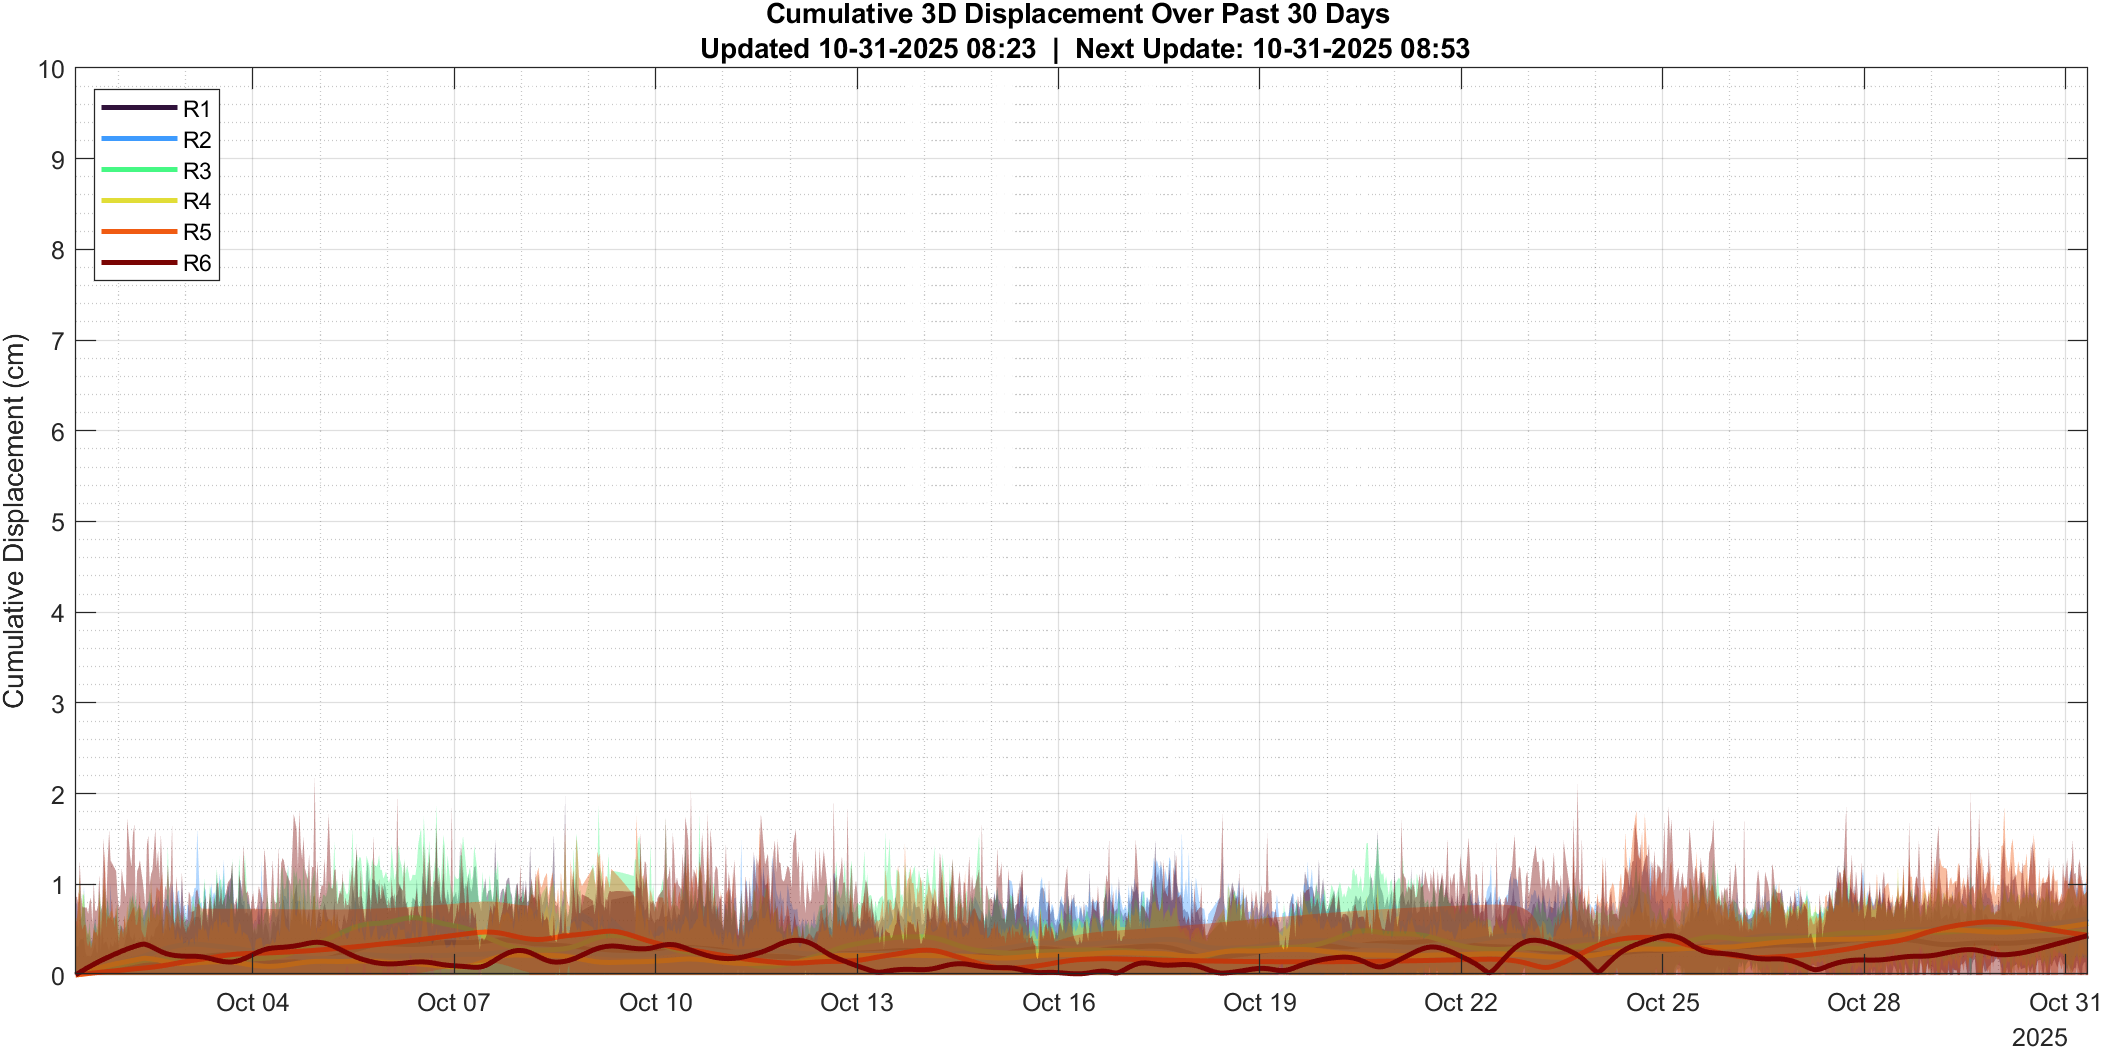 Cumulative 3D Displacement Over Past 30 Days
Updated 10-31-2025 08:23 | Next Update: 10-31-2025 08:53
10
9
8
7
6
5
4
3
2
1
0
Cumulative Displacement (cm)
R1
R2
R3
R4
R5
R6
Oct 04
Oct 07
Oct 10
Oct 13
Oct 16
Oct 19
Oct 22
Oct 25
Oct 28
Oct 31
2025